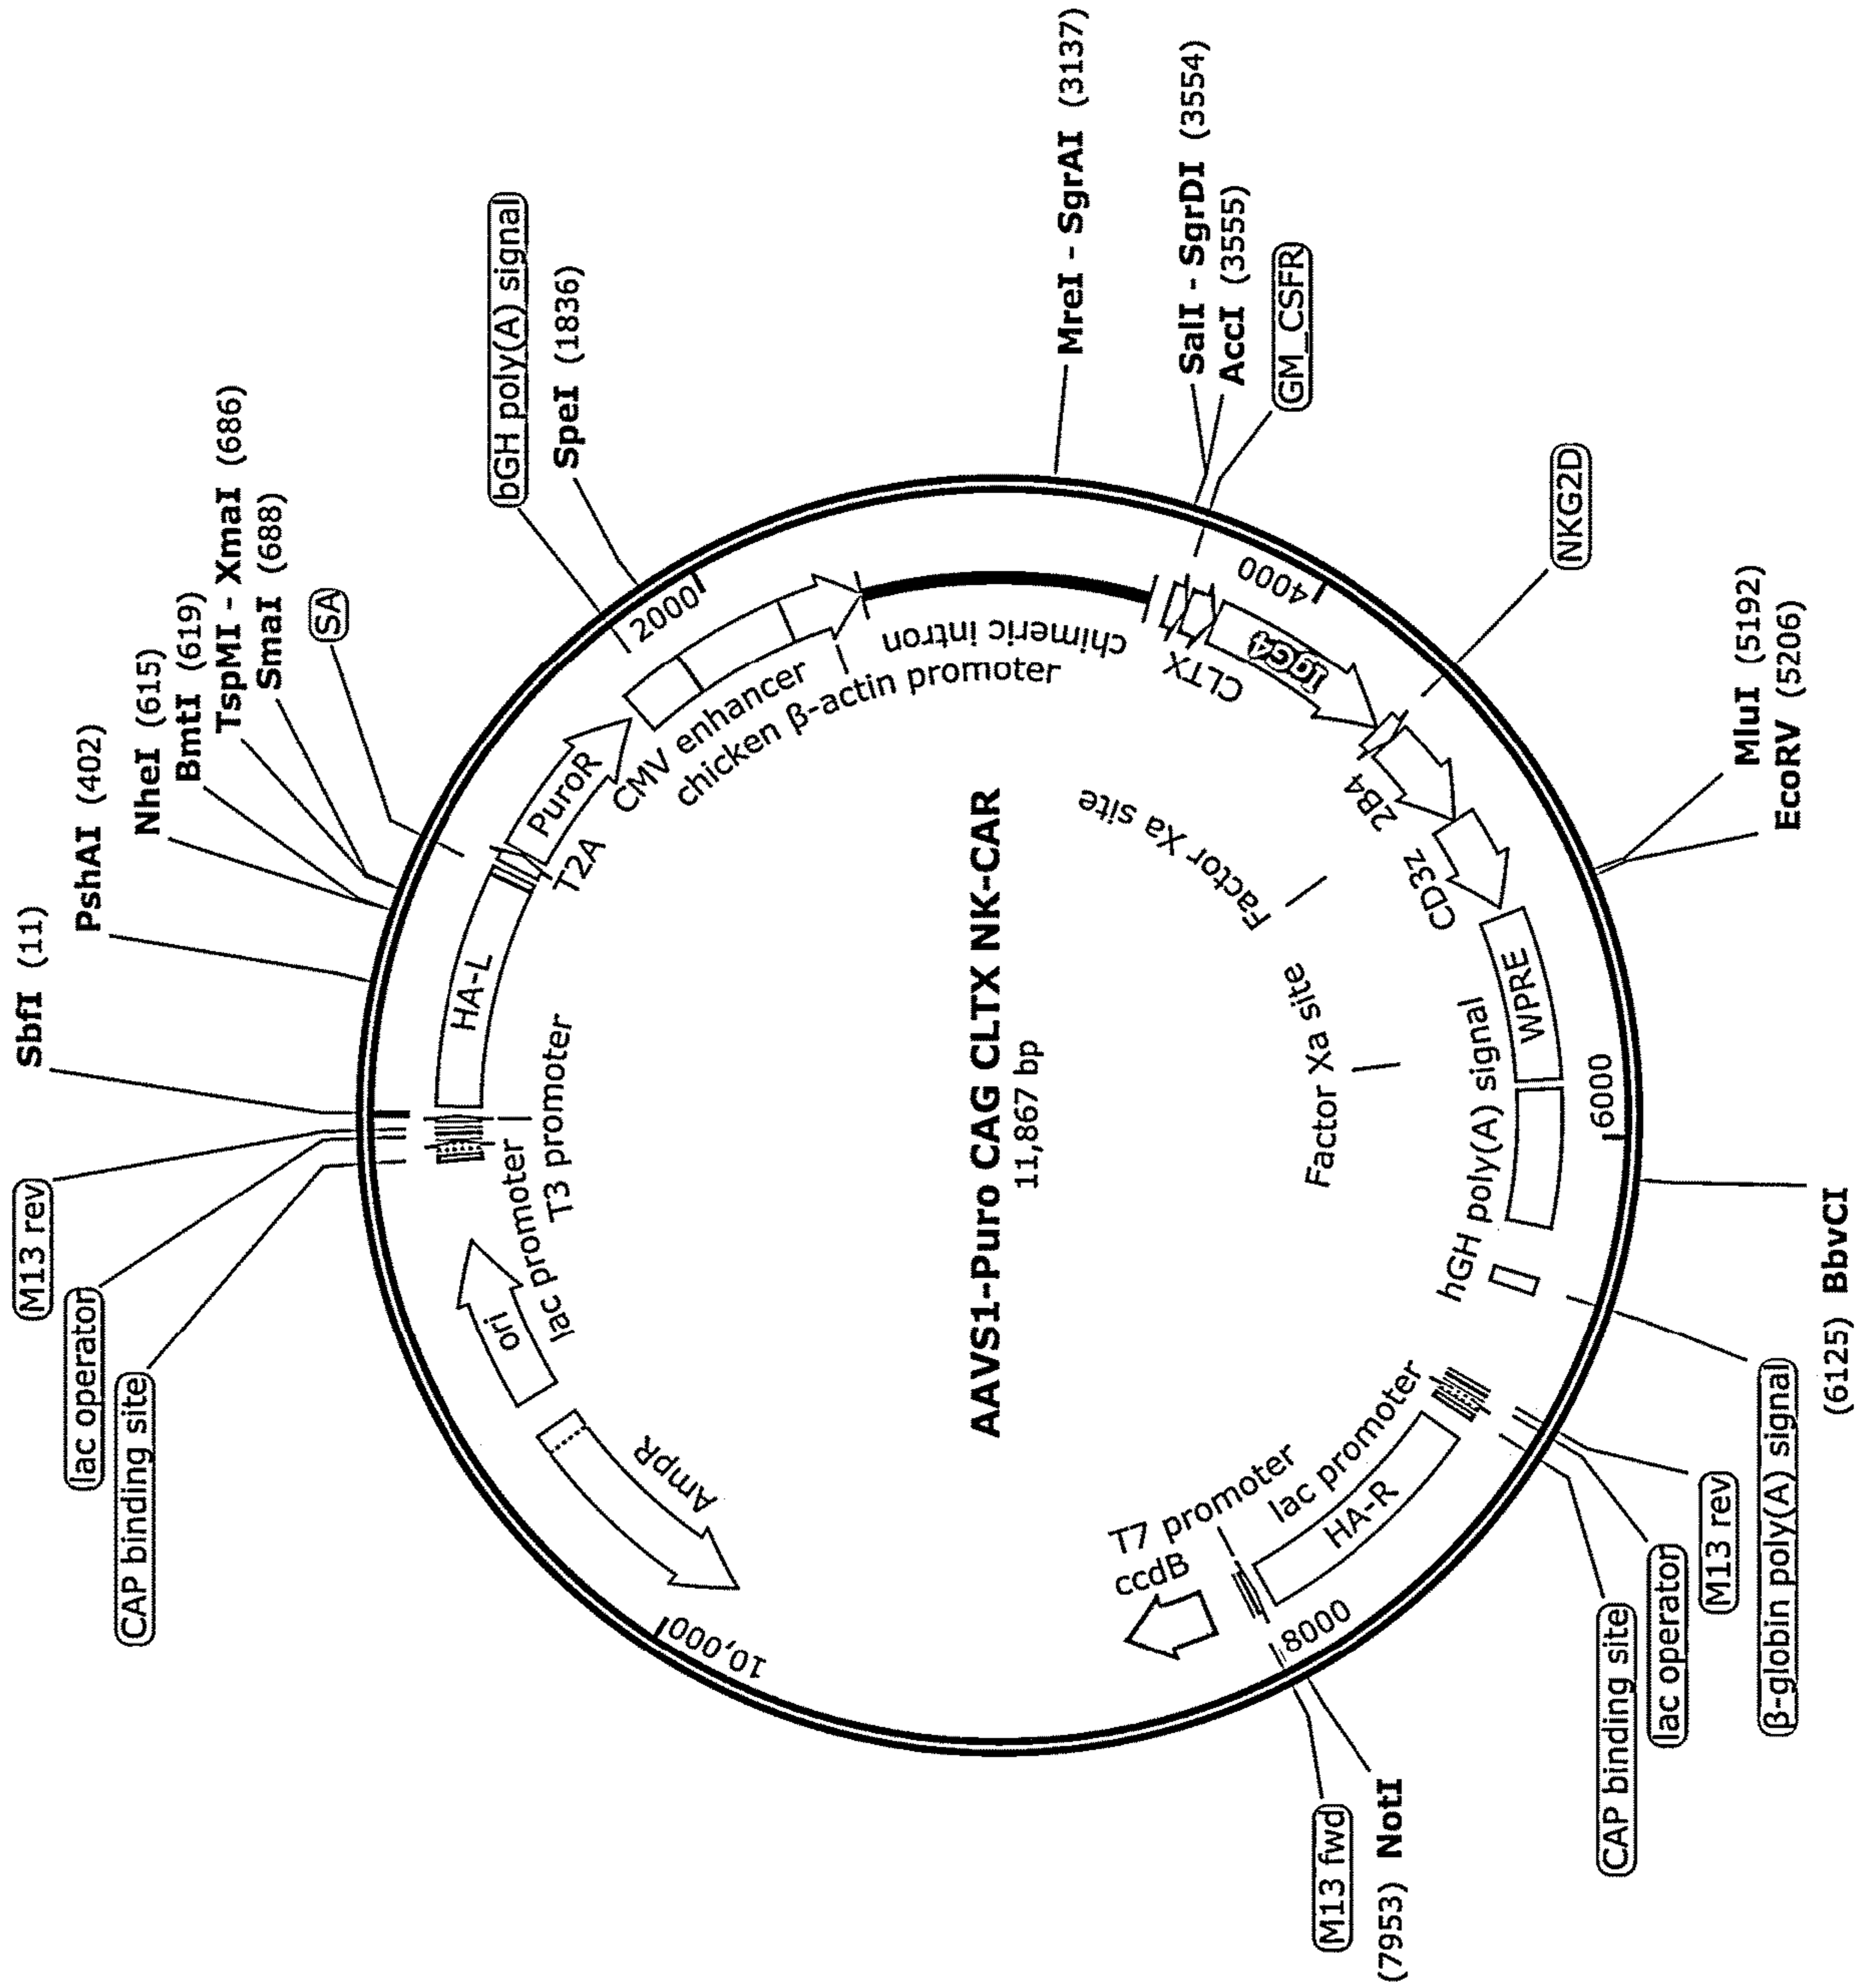 SbfI (11)
PshAI (402)
NheI (615)
BmtI (619)
TspMI - XmaI (686)
SmaI (688)
SA
bGH poly(A) signal
SpeI (1836)
MreI - SgrAI (3137)
SalI - SgrDI (3554)
AccI (3555)
GM_CSFR
NKG2D
MluI (5192)
EcoRV (5206)
(6125) BbvCI
β-globin poly(A) signal
M13 rev
lac operator
CAP binding site
(7953) NotI
M13 fwd
CAP binding site
lac operator
M13 rev
2000
4000
6000
8000
10,000
HA-L
T2A
PuroR
CMV enhancer
chicken β-actin promoter
chimeric intron
CLTX
IgG4
2B4
CD3z
WPRE
hGH poly(A) signal
lac promoter
HA-R
T7 promoter
ccdB
AmpR
ori
lac promoter
T3 promoter
Factor Xa site
Factor Xa site
AAVS1-Puro CAG CLTX NK-CAR
11,867 bp